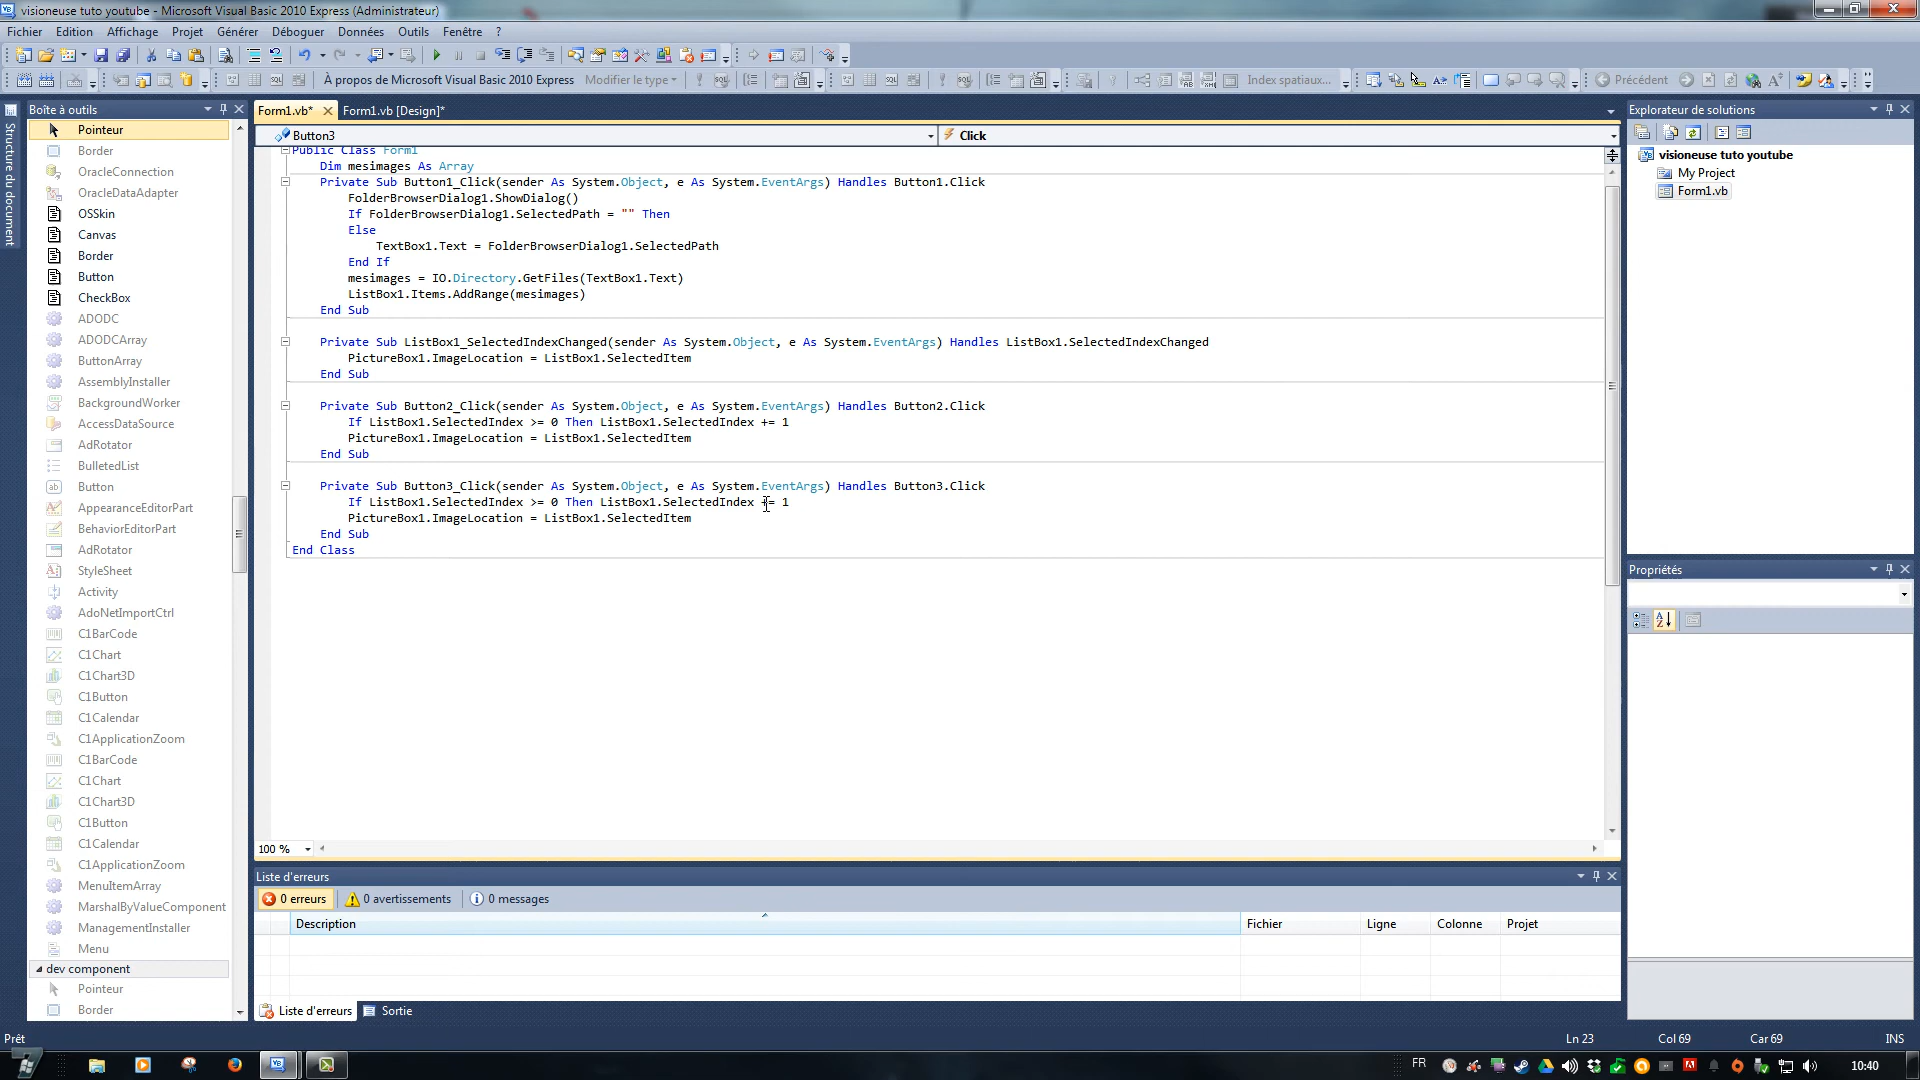 visioneuse tuto youtube - Microsoft Visual Basic 2010 Express (Administrateur)
Fichier Edition Affichage Projet Générer Déboguer Données Outils Fenêtre ?
À propos de Microsoft Visual Basic 2010 Express Modifier le type Index spatiaux... Précédent
Structure du document
Boîte à outils
Pointeur
Border
OracleConnection
OracleDataAdapter
OSSkin
Canvas
Border
Button
CheckBox
ADODC
ADODCArray
ButtonArray
AssemblyInstaller
BackgroundWorker
AccessDataSource
AdRotator
BulletedList
Button
AppearanceEditorPart
BehaviorEditorPart
AdRotator
StyleSheet
Activity
AdoNetImportCtrl
C1BarCode
C1Chart
C1Chart3D
C1Button
C1Calendar
C1ApplicationZoom
C1BarCode
C1Chart
C1Chart3D
C1Button
C1Calendar
C1ApplicationZoom
MenuItemArray
MarshalByValueComponent
ManagementInstaller
Menu
dev component
Pointeur
Border
Form1.vb* Form1.vb [Design]*
Button3 Click
Public Class Form1
Dim mesimages As Array
Private Sub Button1_Click(sender As System.Object, e As System.EventArgs) Handles Button1.Click
FolderBrowserDialog1.ShowDialog()
If FolderBrowserDialog1.SelectedPath = "" Then
Else
TextBox1.Text = FolderBrowserDialog1.SelectedPath
End If
mesimages = IO.Directory.GetFiles(TextBox1.Text)
ListBox1.Items.AddRange(mesimages)
End Sub
Private Sub ListBox1_SelectedIndexChanged(sender As System.Object, e As System.EventArgs) Handles ListBox1.SelectedIndexChanged
PictureBox1.ImageLocation = ListBox1.SelectedItem
End Sub
Private Sub Button2_Click(sender As System.Object, e As System.EventArgs) Handles Button2.Click
If ListBox1.SelectedIndex >= 0 Then ListBox1.SelectedIndex += 1
PictureBox1.ImageLocation = ListBox1.SelectedItem
End Sub
Private Sub Button3_Click(sender As System.Object, e As System.EventArgs) Handles Button3.Click
If ListBox1.SelectedIndex >= 0 Then ListBox1.SelectedIndex += 1
PictureBox1.ImageLocation = ListBox1.SelectedItem
End Sub
End Class
100 %
Liste d'erreurs
0 erreurs 0 avertissements 0 messages
Description Fichier Ligne Colonne Projet
Liste d'erreurs Sortie
Explorateur de solutions
visioneuse tuto youtube
My Project
Form1.vb
Propriétés
Prêt Ln 23 Col 69 Car 69 INS
FR 10:40